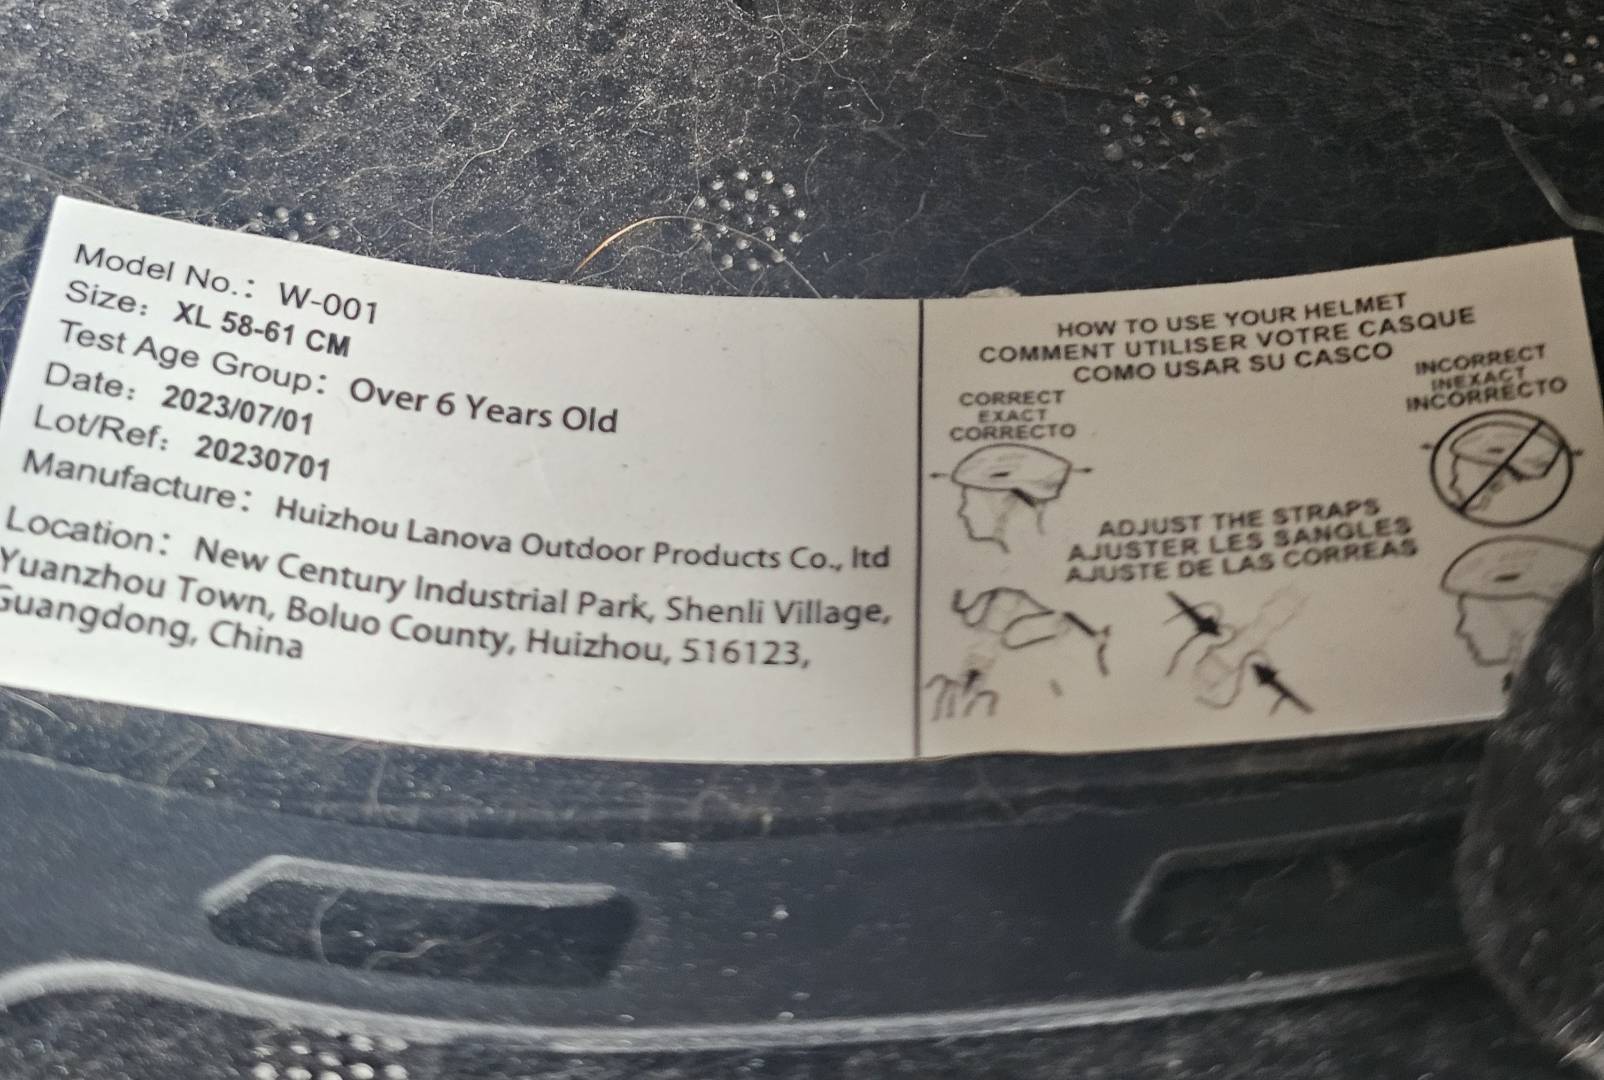 Model No.: W-001
Size: XL 58-61 CM
Test Age Group: Over 6 Years Old
Date: 2023/07/01
Lot/Ref: 20230701
Manufacture: Huizhou Lanova Outdoor Products Co., ltd
Location: New Century Industrial Park, Shenli Village,
Yuanzhou Town, Boluo County, Huizhou, 516123,
Guangdong, China
HOW TO USE YOUR HELMET
COMMENT UTILISER VOTRE CASQUE
COMO USAR SU CASCO
CORRECT
EXACT
CORRECTO
INCORRECT
INEXACT
INCORRECTO
ADJUST THE STRAPS
AJUSTER LES SANGLES
AJUSTE DE LAS CORREAS